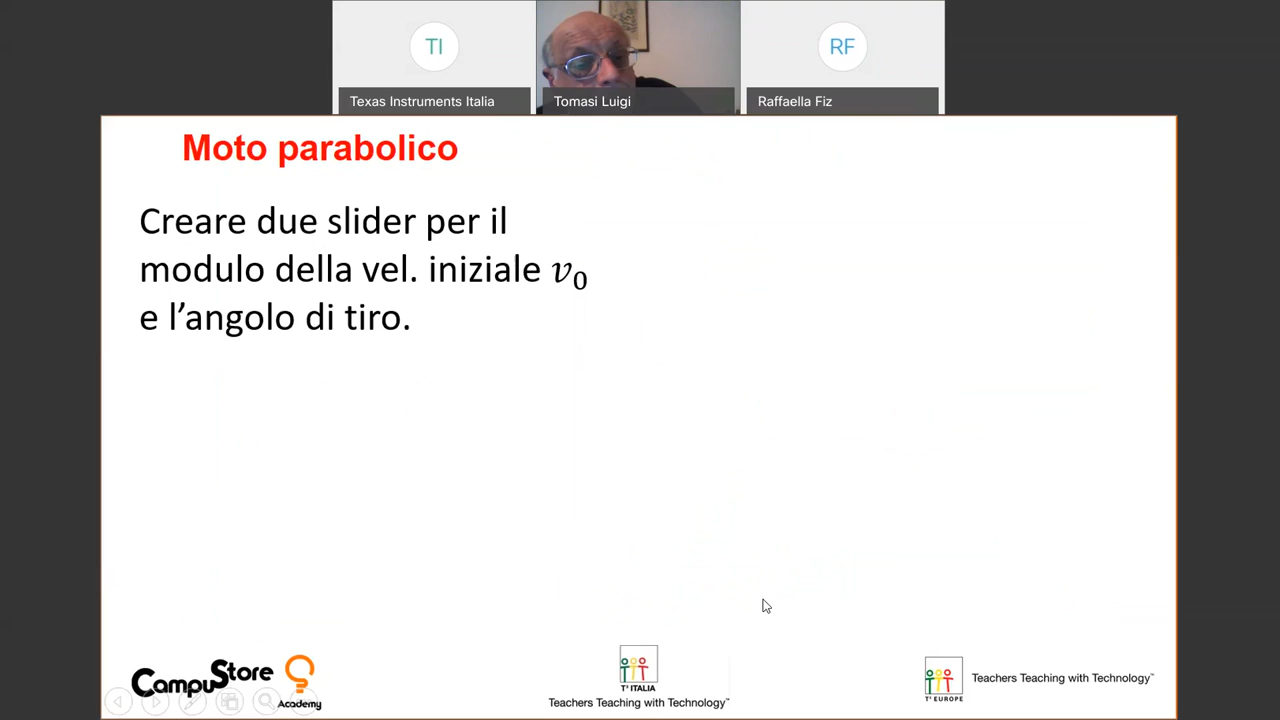 TI
RF
Texas Instruments Italia
Tomasi Luigi
Raffaella Fiz
Moto parabolico
Creare due slider per il
modulo della vel. iniziale v₀
e l’angolo di tiro.
CampuStore
Academy
T³ ITALIA
Teachers Teaching with Technology™
T³ EUROPE
Teachers Teaching with Technology™